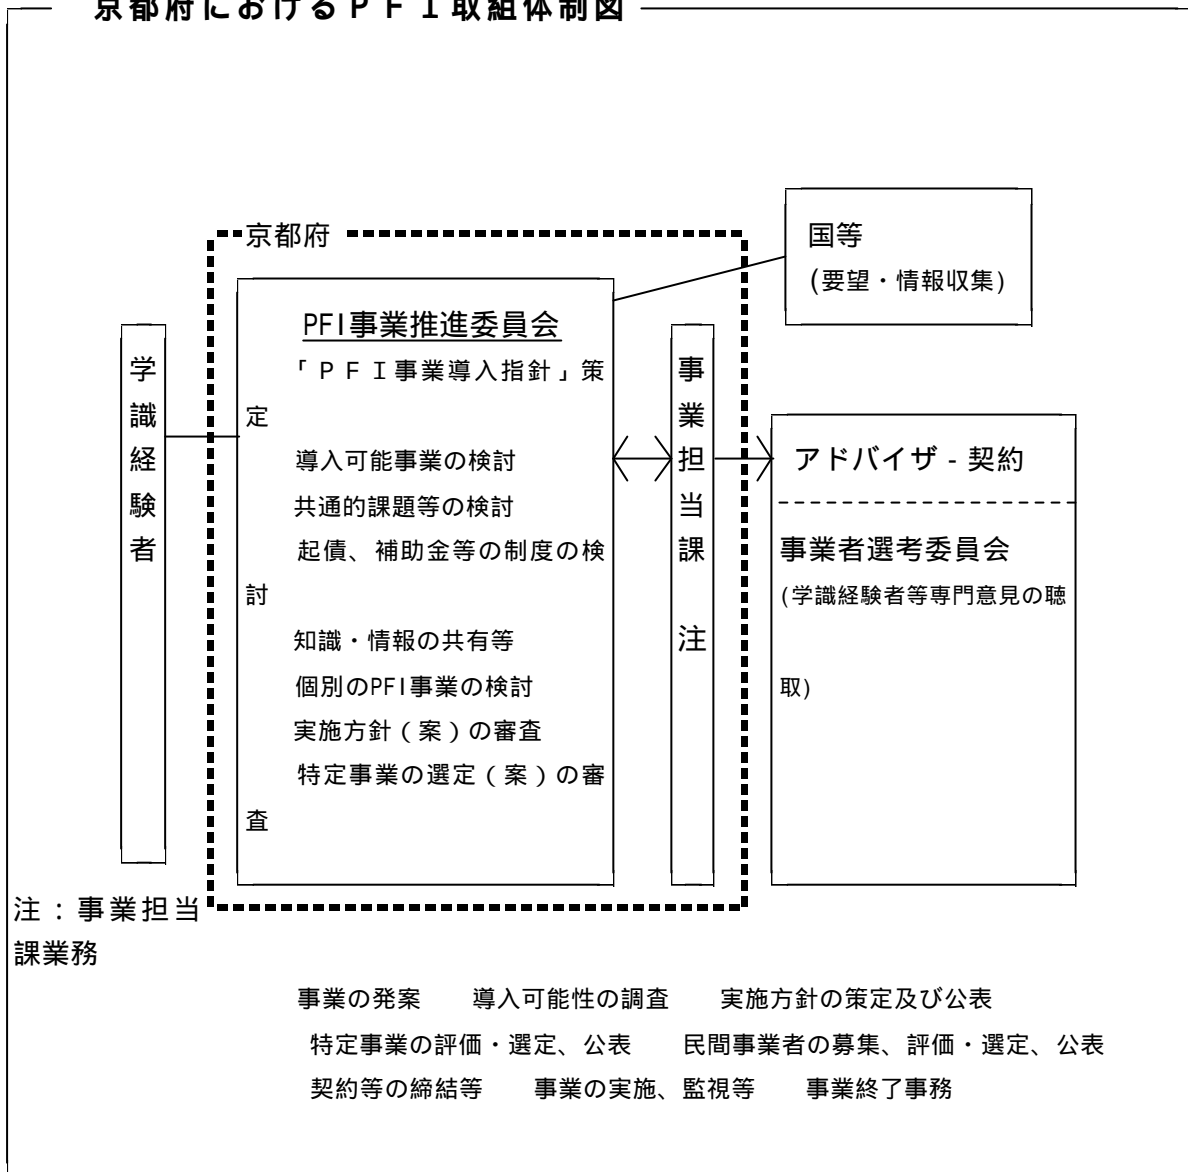 京都府におけるＰＦＩ取組体制図
京都府
国等
(要望・情報収集)
PFI事業推進委員会
「ＰＦＩ事業導入指針」策
定
導入可能事業の検討
共通的課題等の検討
起債、補助金等の制度の検
討
知識・情報の共有等
個別のPFI事業の検討
実施方針（案）の審査
特定事業の選定（案）の審
査
学識経験者
事業担当課　注
アドバイザ - 契約
事業者選考委員会
(学識経験者等専門意見の聴
取)
注：事業担当
課業務
事業の発案　　導入可能性の調査　　実施方針の策定及び公表
特定事業の評価・選定、公表　　民間事業者の募集、評価・選定、公表
契約等の締結等　　事業の実施、監視等　　事業終了事務